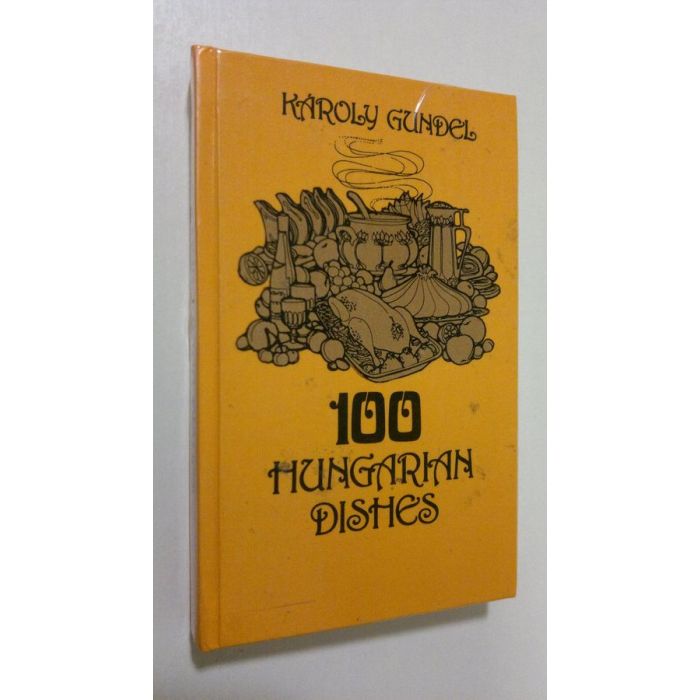 KÁROLY GUNDEL
100
HUNGARIAN
DISHES